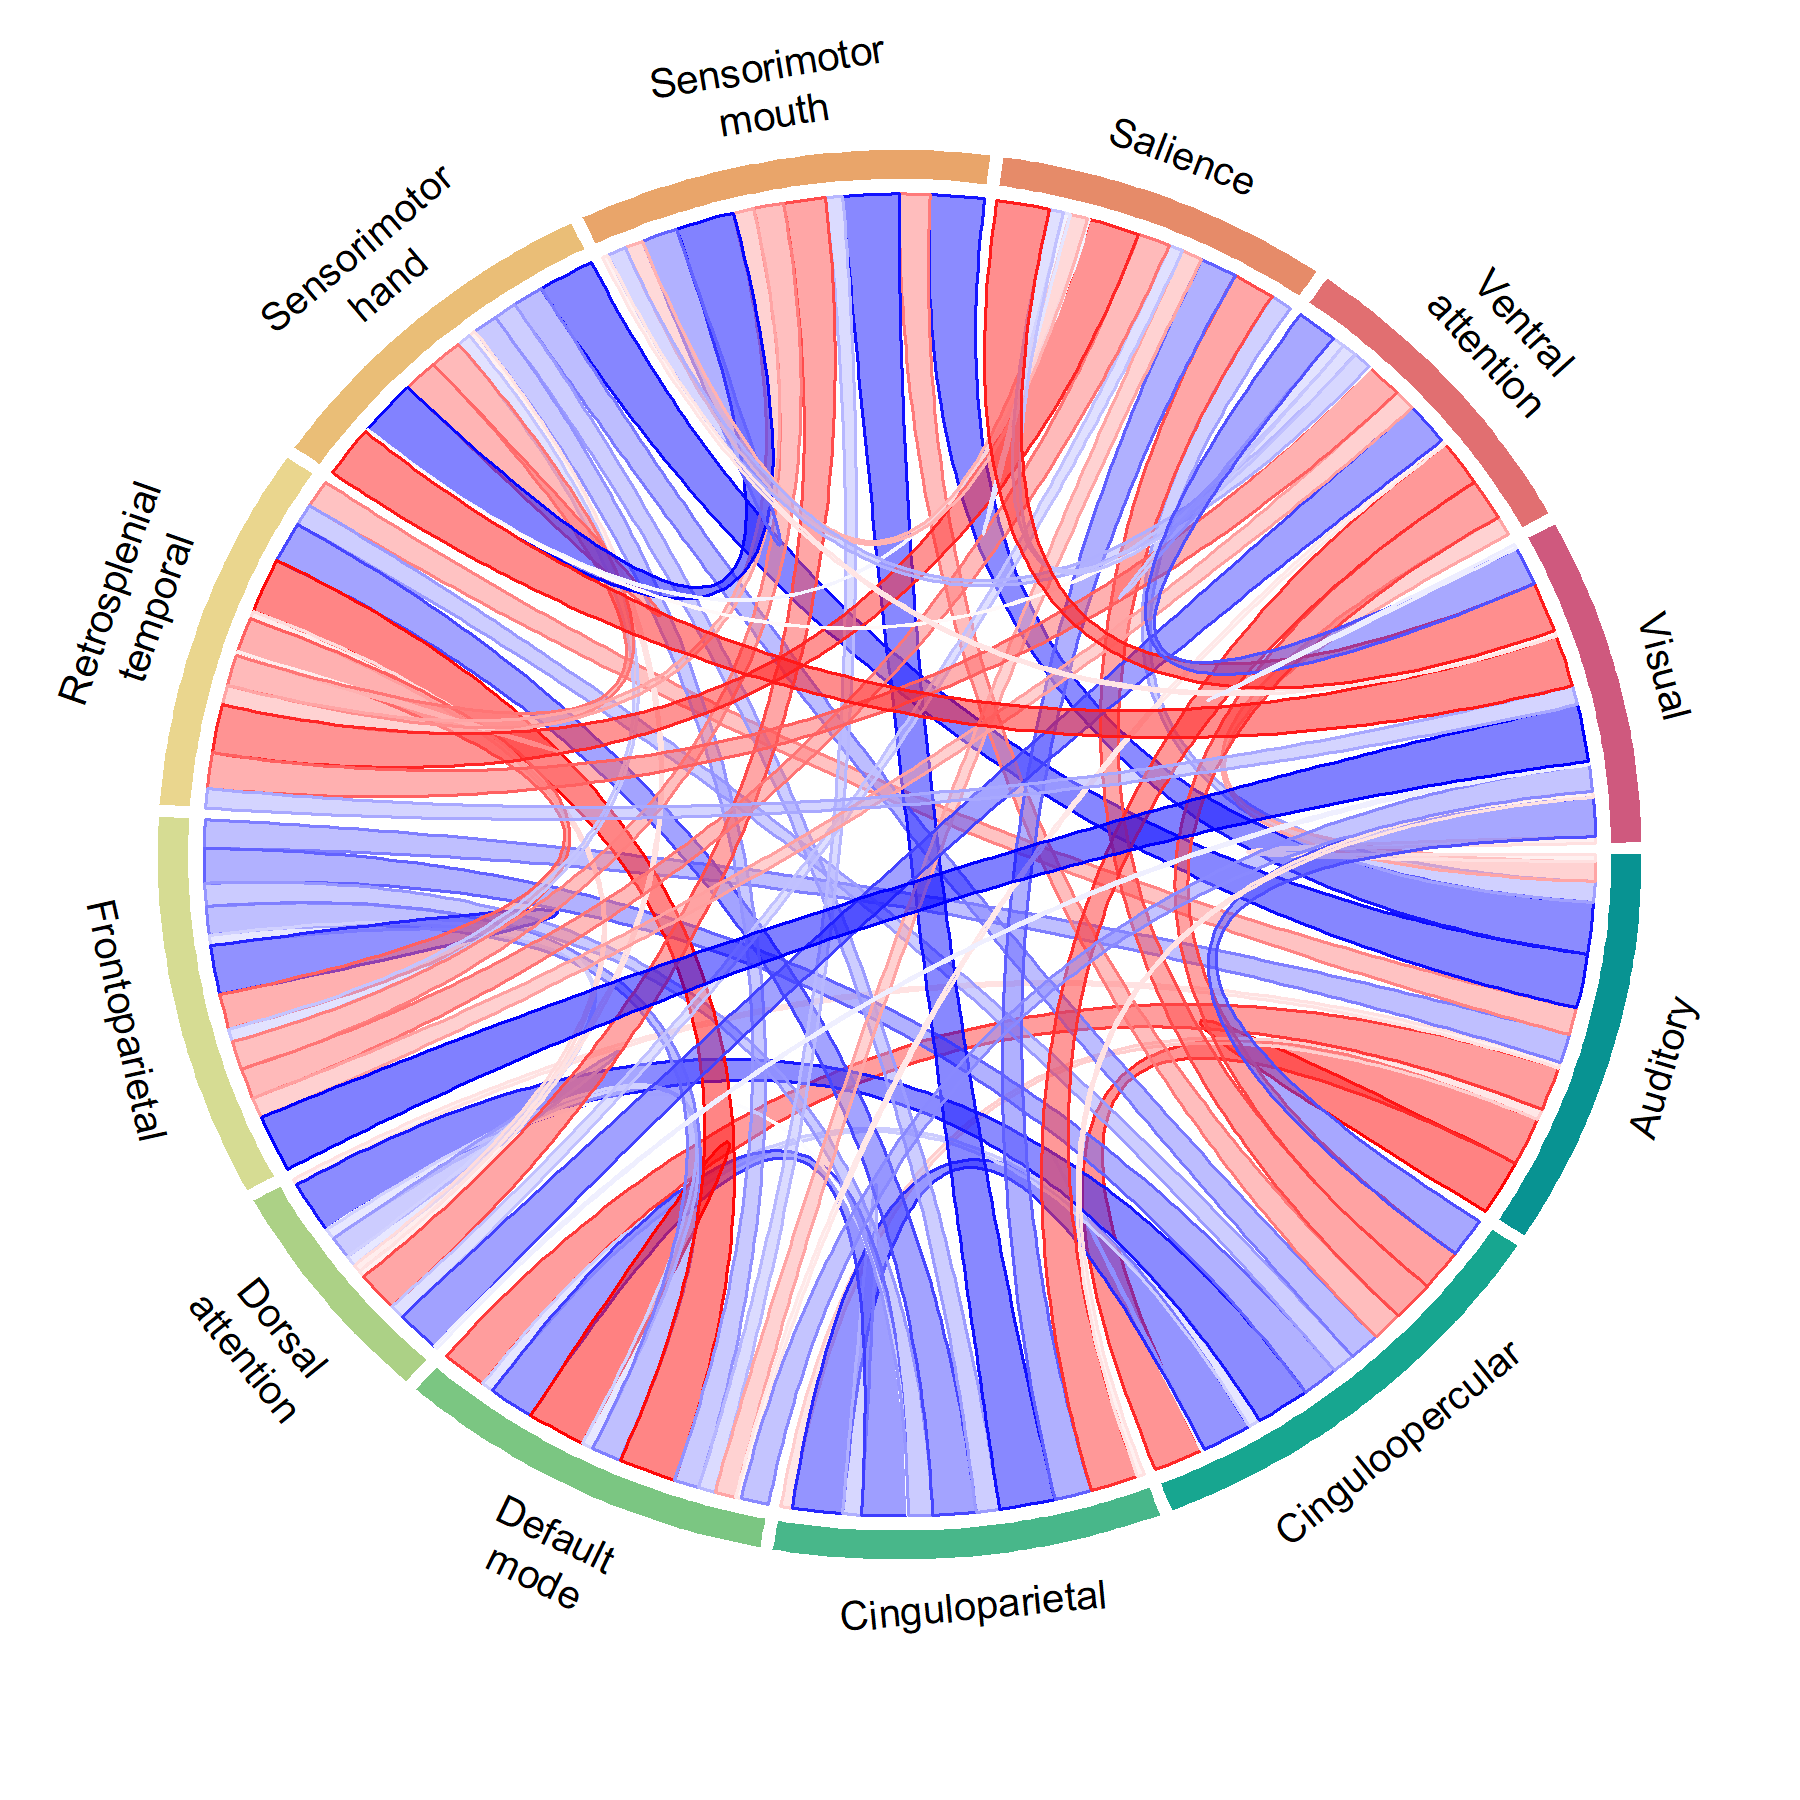 Sensorimotor
mouth
Salience
Ventral
attention
Visual
Auditory
Cinguloopercular
Cinguloparietal
Default
mode
Dorsal
attention
Frontoparietal
Retrosplenial
temporal
Sensorimotor
hand